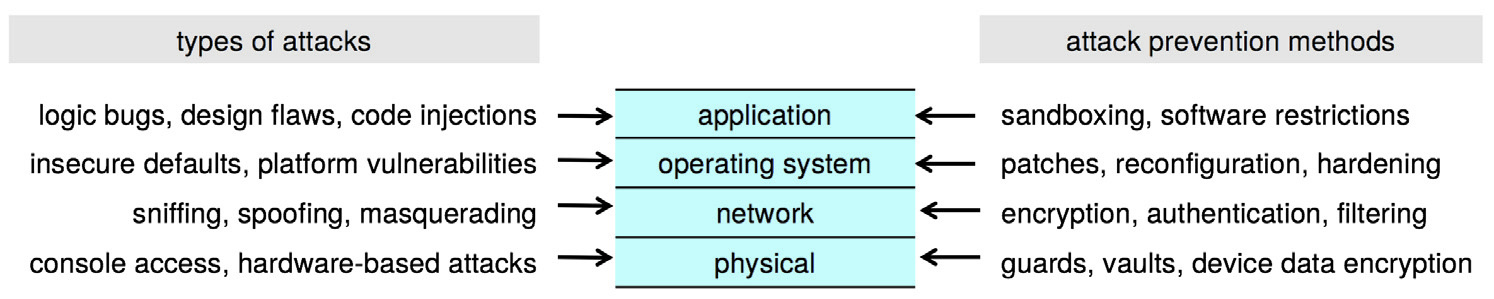 types of attacks attack prevention methods
logic bugs, design flaws, code injections application sandboxing, software restrictions
insecure defaults, platform vulnerabilities operating system patches, reconfiguration, hardening
sniffing, spoofing, masquerading network encryption, authentication, filtering
console access, hardware-based attacks physical guards, vaults, device data encryption